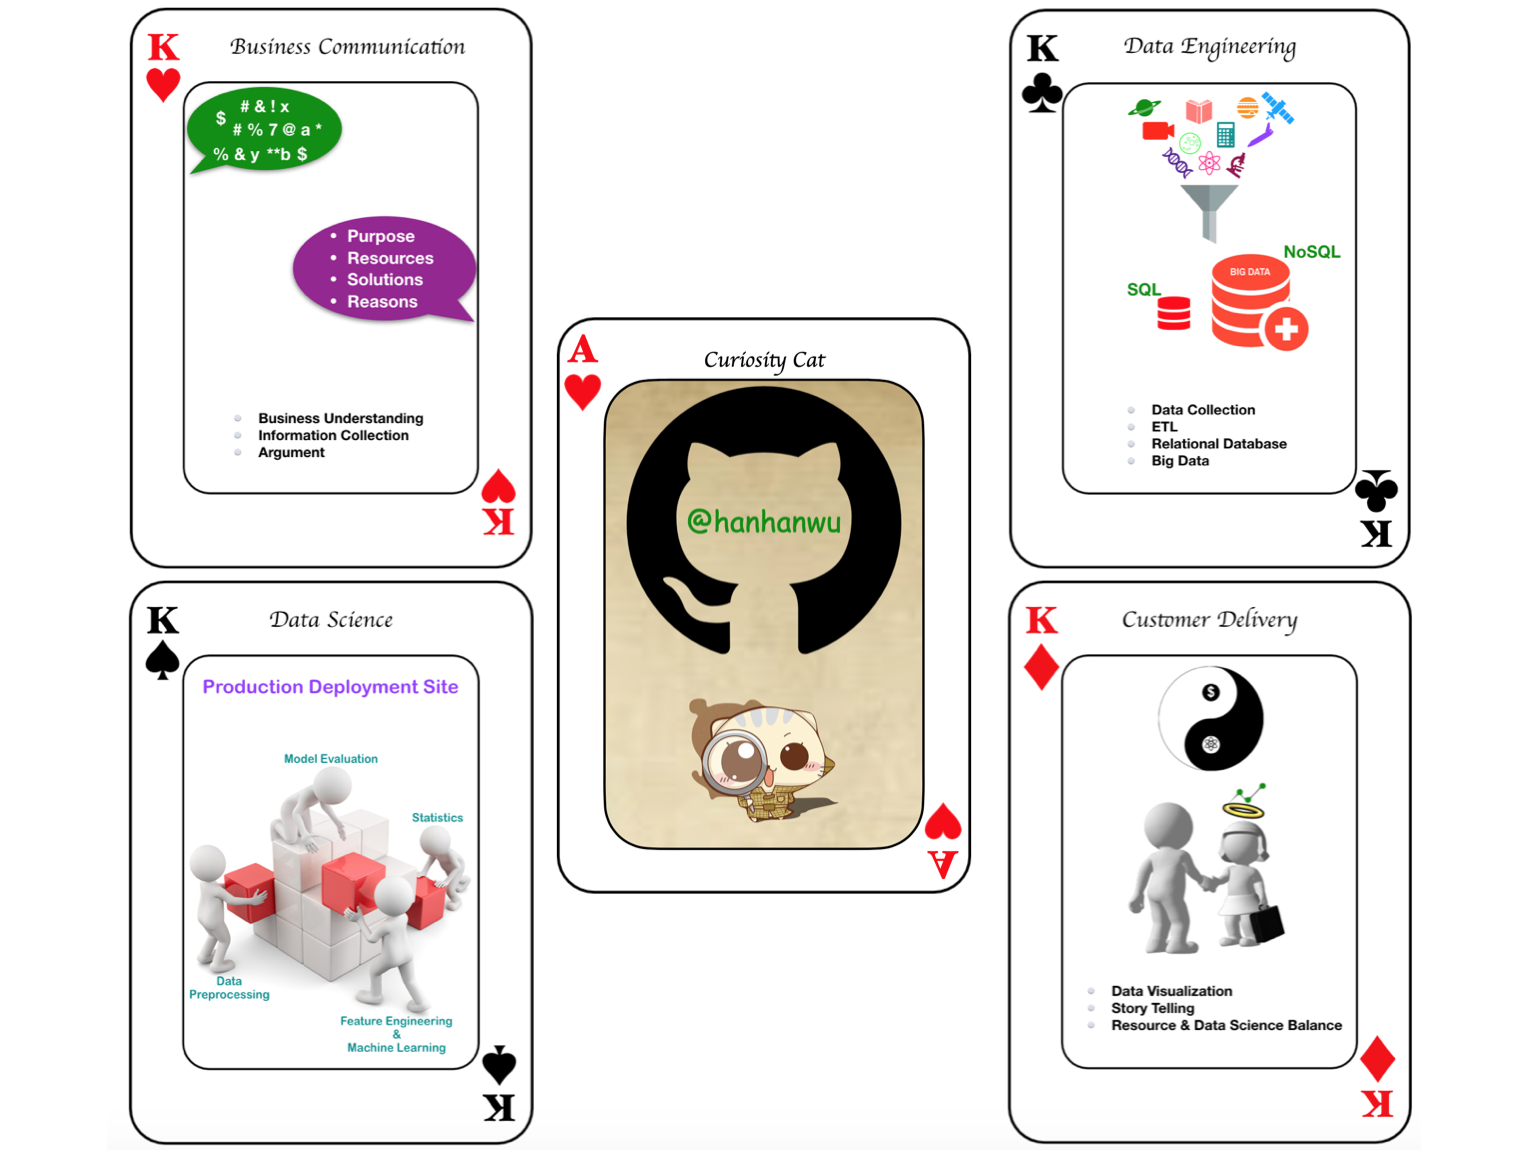 K
Business Communication
# & ! x
$
# % 7 @ a *
% & y **b $
• Purpose
• Resources
• Solutions
• Reasons
Business Understanding
Information Collection
Argument
K
K
Data Engineering
NoSQL
BIG DATA
SQL
Data Collection
ETL
Relational Database
Big Data
K
A
Curiosity Cat
@hanhanwu
A
K
Data Science
Production Deployment Site
Model Evaluation
Statistics
Data
Preprocessing
Feature Engineering
&
Machine Learning
K
K
Customer Delivery
$
Data Visualization
Story Telling
Resource & Data Science Balance
K